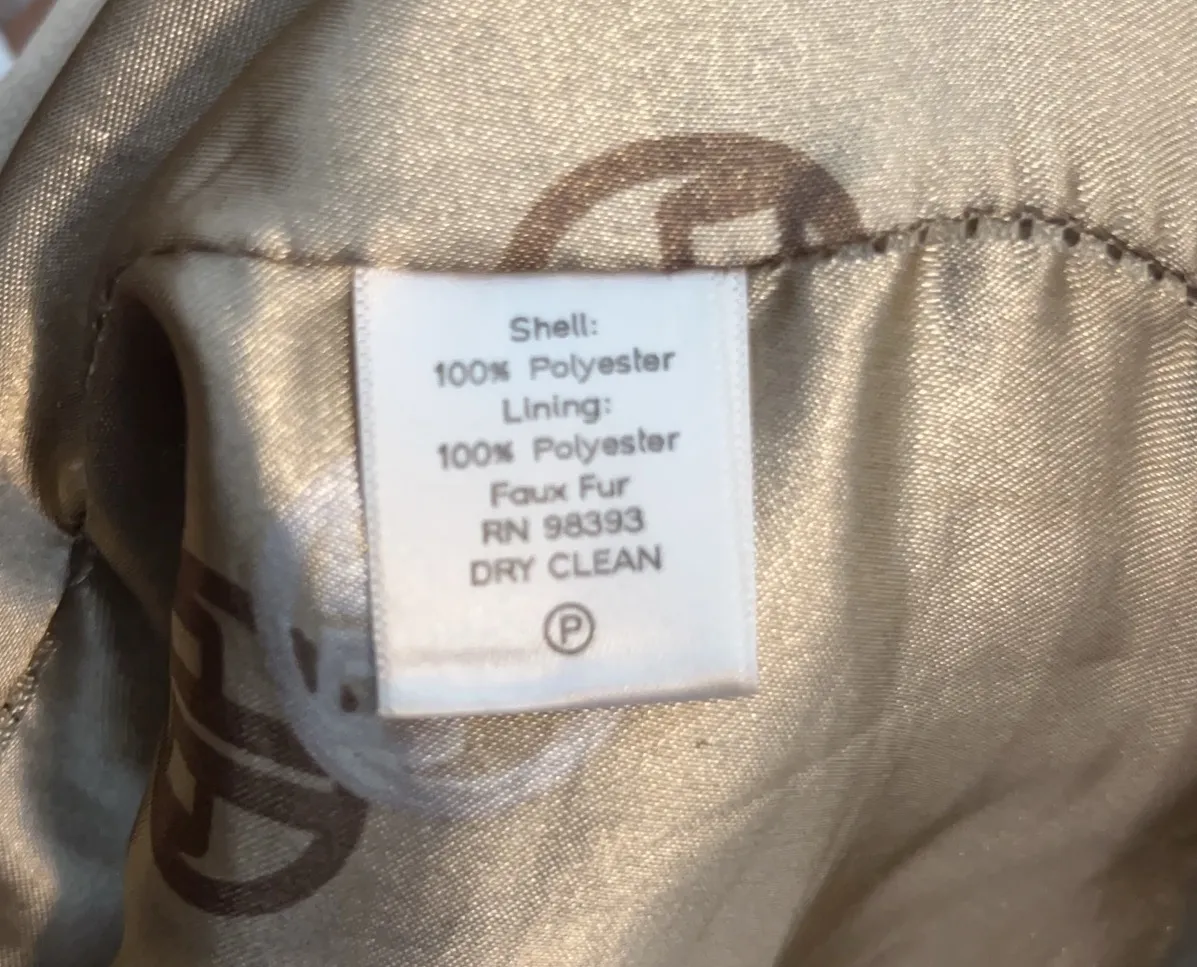 Shell:
100% Polyester
Lining:
100% Polyester
Faux Fur
RN 98393
DRY CLEAN
P